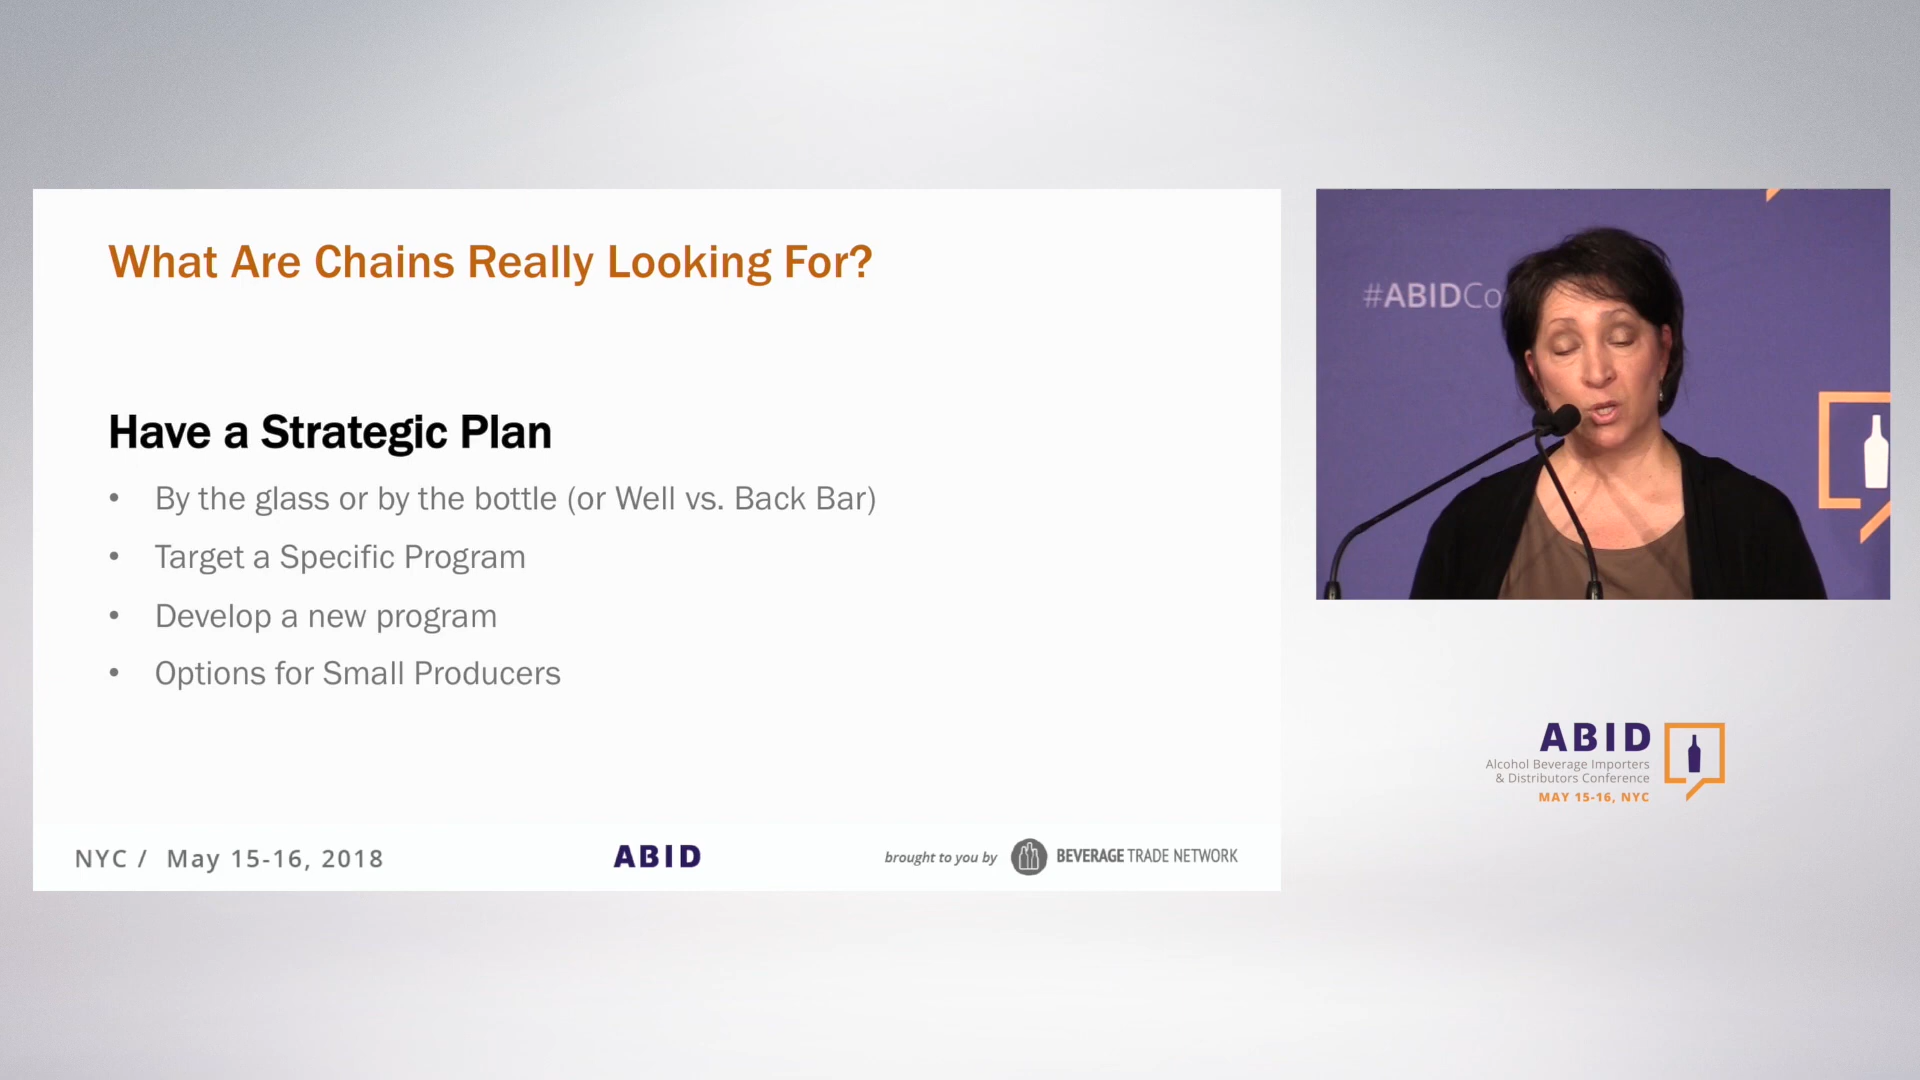 What Are Chains Really Looking For?
Have a Strategic Plan
• By the glass or by the bottle (or Well vs. Back Bar)
• Target a Specific Program
• Develop a new program
• Options for Small Producers
NYC / May 15-16, 2018
ABID
brought to you by BEVERAGE TRADE NETWORK
#ABIDCo
ABID
Alcohol Beverage Importers
& Distributors Conference
MAY 15-16, NYC